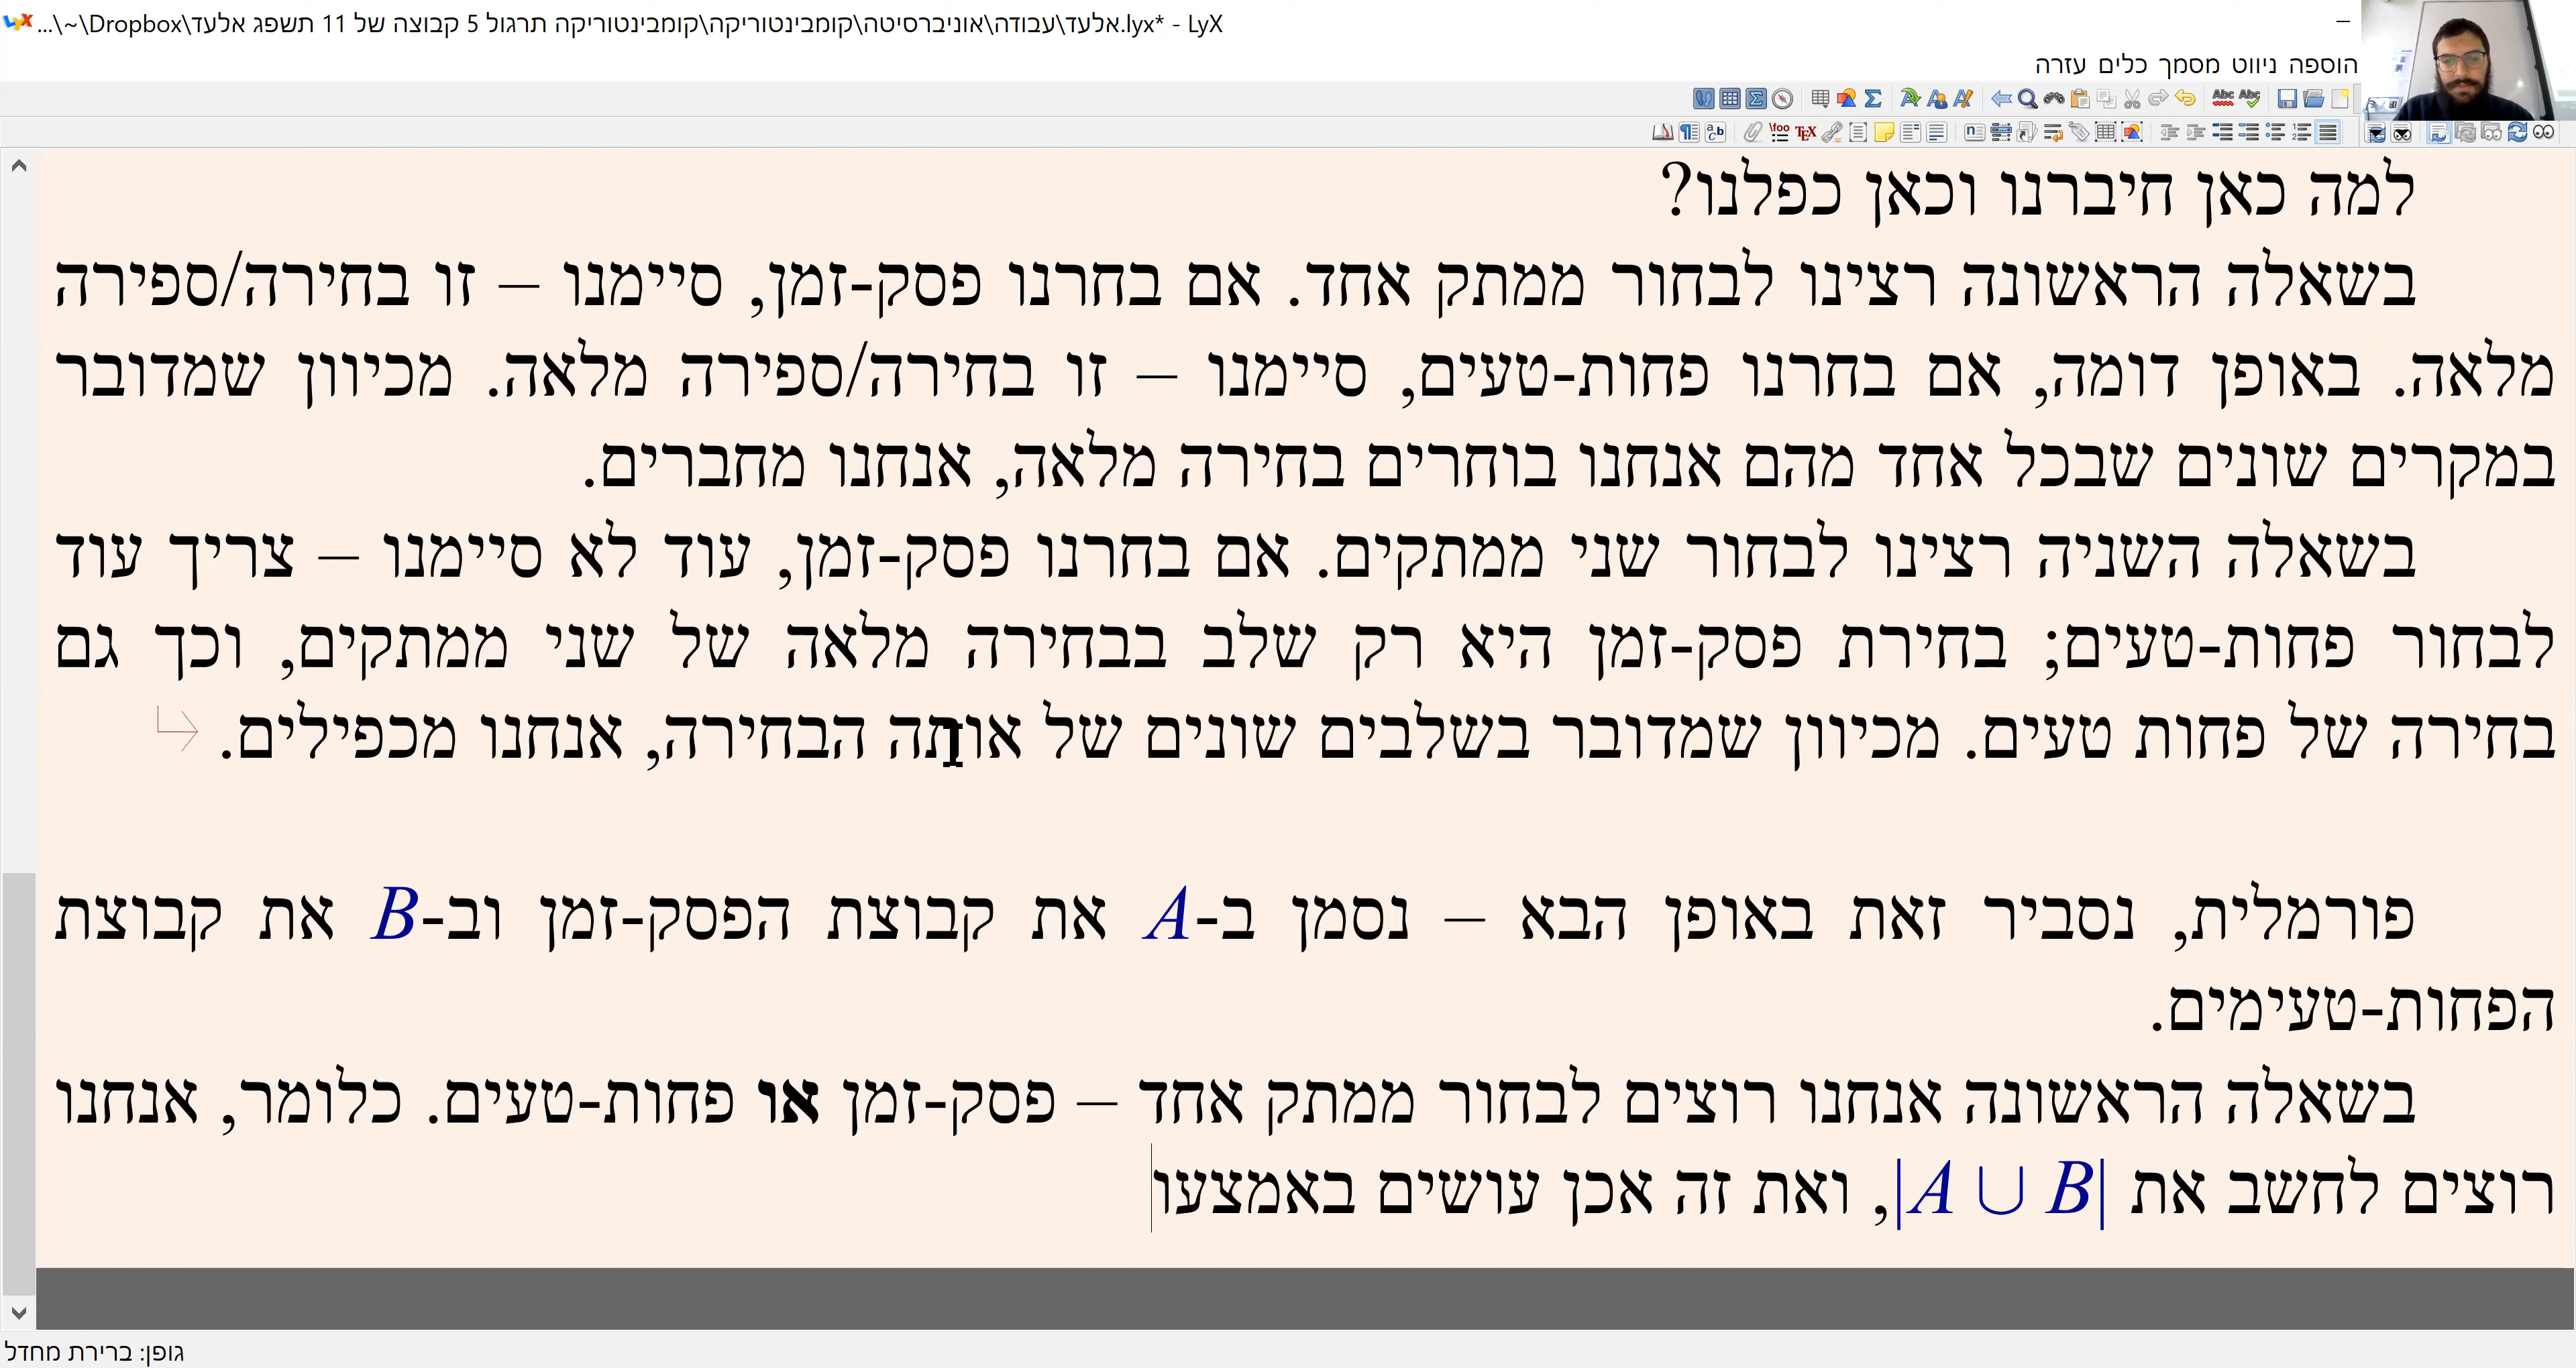 ...\~\Dropbox\אלעד\עבודה\אוניברסיטה\קומבינטוריקה\קומבינטוריקה תרגול 5 קבוצה של 11 תשפג אלעד.lyx* - LyX
הוספה ניווט מסמך כלים עזרה
למה כאן חיברנו וכאן כפלנו?
בשאלה הראשונה רצינו לבחור ממתק אחד. אם בחרנו פסק-זמן, סיימנו – זו בחירה/ספירה
מלאה. באופן דומה, אם בחרנו פחות-טעים, סיימנו – זו בחירה/ספירה מלאה. מכיוון שמדובר
במקרים שונים שבכל אחד מהם אנחנו בוחרים בחירה מלאה, אנחנו מחברים.
בשאלה השניה רצינו לבחור שני ממתקים. אם בחרנו פסק-זמן, עוד לא סיימנו – צריך עוד
לבחור פחות-טעים; בחירת פסק-זמן היא רק שלב בבחירה מלאה של שני ממתקים, וכך גם
בחירה של פחות טעים. מכיוון שמדובר בשלבים שונים של אותה הבחירה, אנחנו מכפילים.
פורמלית, נסביר זאת באופן הבא – נסמן ב-A את קבוצת הפסק-זמן וב-B את קבוצת
הפחות-טעימים.
בשאלה הראשונה אנחנו רוצים לבחור ממתק אחד – פסק-זמן או פחות-טעים. כלומר, אנחנו
רוצים לחשב את |A ∪ B|, ואת זה אכן עושים באמצעו
גופן: ברירת מחדל